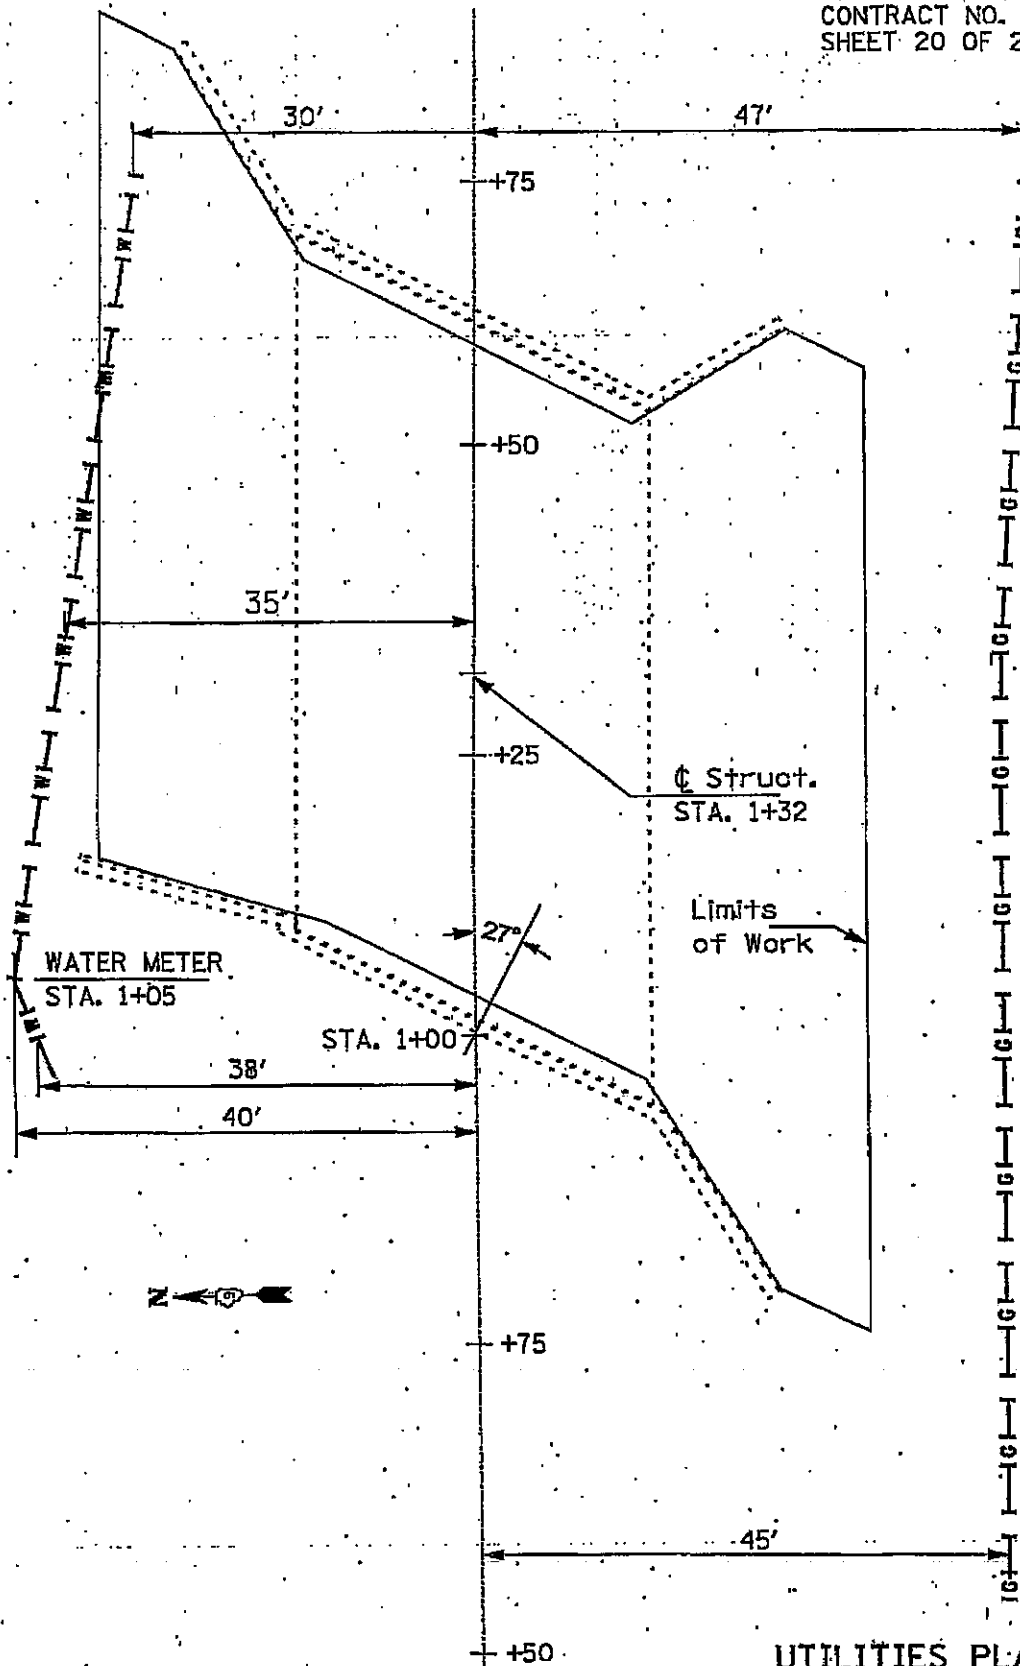 CONTRACT NO.
SHEET 20 OF 2
30'
47'
+75
+50
35'
+25
℄ Struct.
STA. 1+32
Limits
of Work
27°
WATER METER
STA. 1+05
STA. 1+00
38'
40'
N
+75
45'
+50
UTILITIES PLA
W
W
W
W
W
W
W
W
G
G
G
G
G
G
G
G
G
G